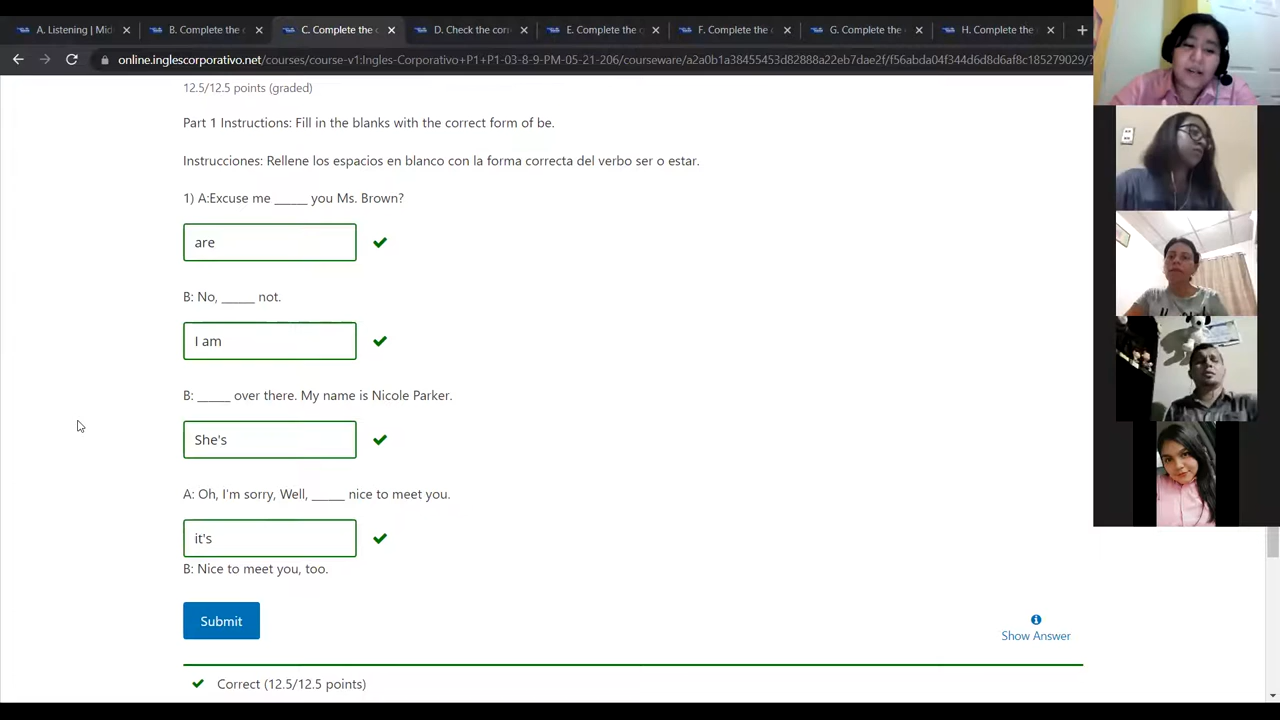 A. Listening | Mid
B. Complete the c
C. Complete the c
D. Check the corr
E. Complete the q
F. Complete the c
G. Complete the c
H. Complete the n
online.inglescorporativo.net/courses/course-v1:Ingles-Corporativo+P1+P1-03-8-9-PM-05-21-206/courseware/a2a0b1a38455453d82888a22eb7dae2f/f56abda04f344d6d8d6af8c185279029/?
12.5/12.5 points (graded)
Part 1 Instructions: Fill in the blanks with the correct form of be.
Instrucciones: Rellene los espacios en blanco con la forma correcta del verbo ser o estar.
1) A:Excuse me _____ you Ms. Brown?
are
B: No, _____ not.
I am
B: _____ over there. My name is Nicole Parker.
She's
A: Oh, I'm sorry, Well, _____ nice to meet you.
it's
B: Nice to meet you, too.
Submit
Show Answer
Correct (12.5/12.5 points)